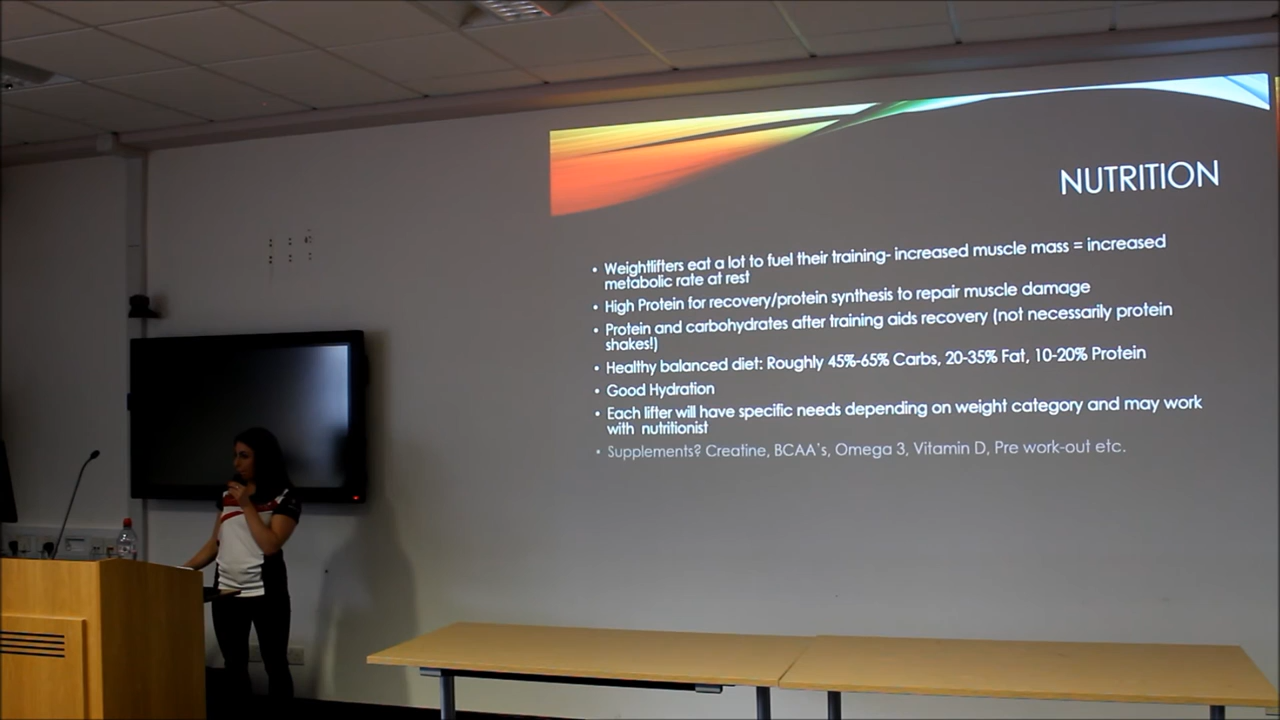 NUTRITION
• Weightlifters eat a lot to fuel their training- increased muscle mass = increased
metabolic rate at rest
• High Protein for recovery/protein synthesis to repair muscle damage
• Protein and carbohydrates after training aids recovery (not necessarily protein
shakes!)
• Healthy balanced diet: Roughly 45%-65% Carbs, 20-35% Fat, 10-20% Protein
• Good Hydration
• Each lifter will have specific needs depending on weight category and may work
with nutritionist
• Supplements? Creatine, BCAA's, Omega 3, Vitamin D, Pre work-out etc.